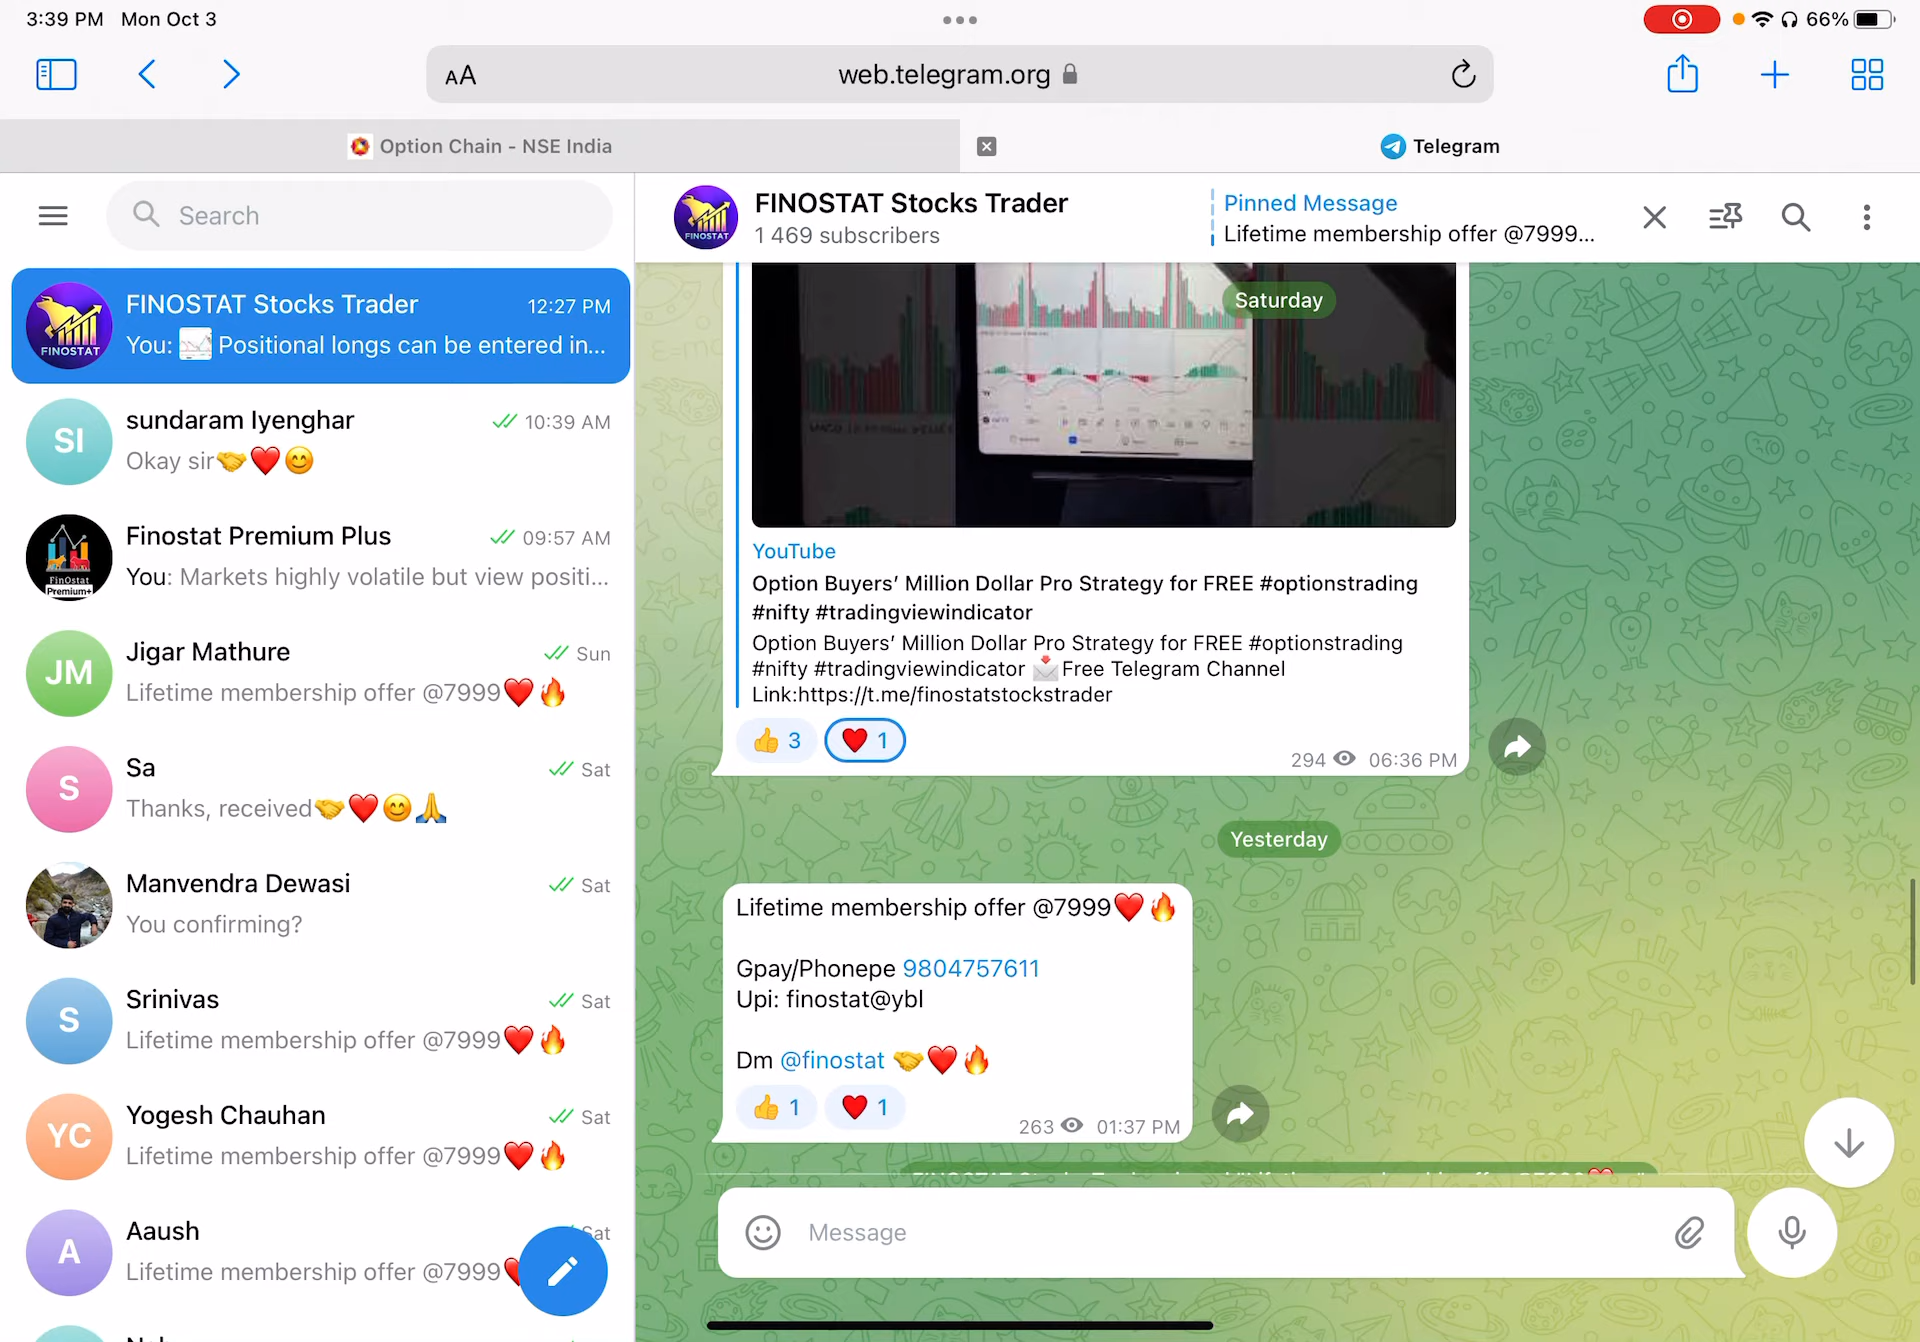 3:39 PM Mon Oct 3
66%
AA
web.telegram.org
Option Chain - NSE India
Telegram
Search
FINOSTAT Stocks Trader
1 469 subscribers
Pinned Message
Lifetime membership offer @7999...
FINOSTAT
FINOSTAT
FINOSTAT Stocks Trader 12:27 PM
You: 📈 Positional longs can be entered in...
SI
sundaram Iyenghar 10:39 AM
Okay sir🤝❤️😊
FinOstat
Premium+
Finostat Premium Plus 09:57 AM
You: Markets highly volatile but view positi...
JM
Jigar Mathure Sun
Lifetime membership offer @7999❤️🔥
S
Sa Sat
Thanks, received🤝❤️😊🙏
Manvendra Dewasi Sat
You confirming?
S
Srinivas Sat
Lifetime membership offer @7999❤️🔥
YC
Yogesh Chauhan Sat
Lifetime membership offer @7999❤️🔥
A
Aaush Sat
Lifetime membership offer @7999❤️
Saturday
YouTube
Option Buyers’ Million Dollar Pro Strategy for FREE #optionstrading
#nifty #tradingviewindicator
Option Buyers’ Million Dollar Pro Strategy for FREE #optionstrading
#nifty #tradingviewindicator 📩Free Telegram Channel
Link:https://t.me/finostatstockstrader
👍 3 ❤️ 1
294 06:36 PM
Yesterday
Lifetime membership offer @7999❤️🔥
Gpay/Phonepe 9804757611
Upi: finostat@ybl
Dm @finostat 🤝❤️🔥
👍 1 ❤️ 1
263 01:37 PM
Message